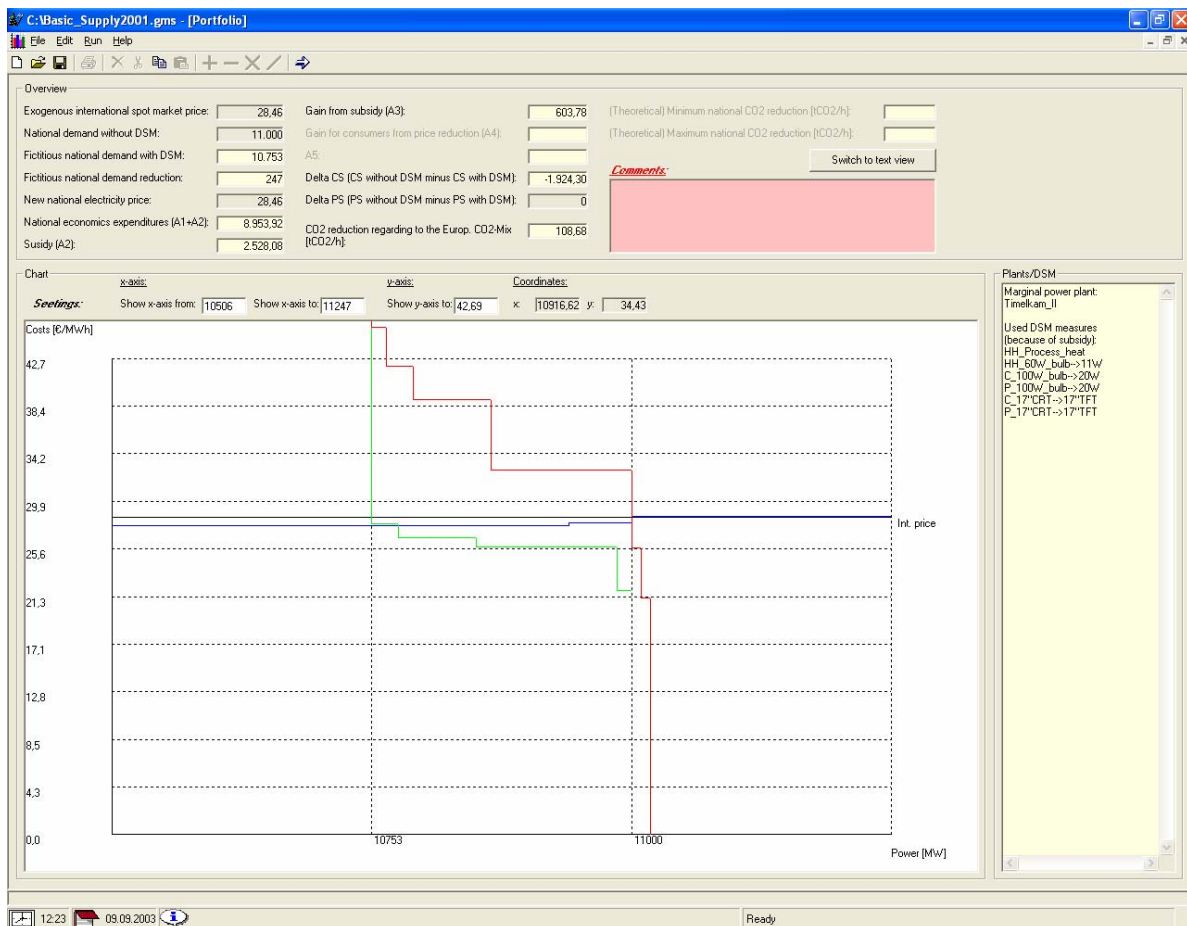 C:\Basic_Supply2001.gms - [Portfolio]
File Edit Run Help
Overview
Exogenous international spot market price: 28,46
National demand without DSM: 11.000
Fictitious national demand with DSM: 10.753
Fictitious national demand reduction: 247
New national electricity price: 28,46
National economics expenditures (A1+A2): 8.953,92
Susidy (A2): 2.528,08
Gain from subsidy (A3): 603,78
Gain for consumers from price reduction (A4):
A5:
Delta CS (CS without DSM minus CS with DSM): -1.924,30
Delta PS (PS without DSM minus PS with DSM): 0
CO2 reduction regarding to the Europ. CO2-Mix
[tCO2/h]: 108,68
(Theoretical) Minimum national CO2 reduction [tCO2/h]:
(Theoretical) Maximum national CO2 reduction [tCO2/h]:
Switch to text view
Comments:
Chart
x-axis: y-axis: Coordinates:
Seetings: Show x-axis from: 10506 Show x-axis to: 11247 Show y-axis to: 42,69 x: 10916,62 y: 34,43
Costs [€/MWh]
42,7
38,4
34,2
29,9
Int. price
25,6
21,3
17,1
12,8
8,5
4,3
0,0
10753 11000
Power [MW]
Plants/DSM
Marginal power plant:
Timelkam_II
Used DSM measures
(because of subsidy):
HH_Process_heat
HH_60W_bulb-->11W
C_100W_bulb-->20W
P_100W_bulb-->20W
C_17"CRT-->17"TFT
P_17"CRT-->17"TFT
12:23 09.09.2003 Ready